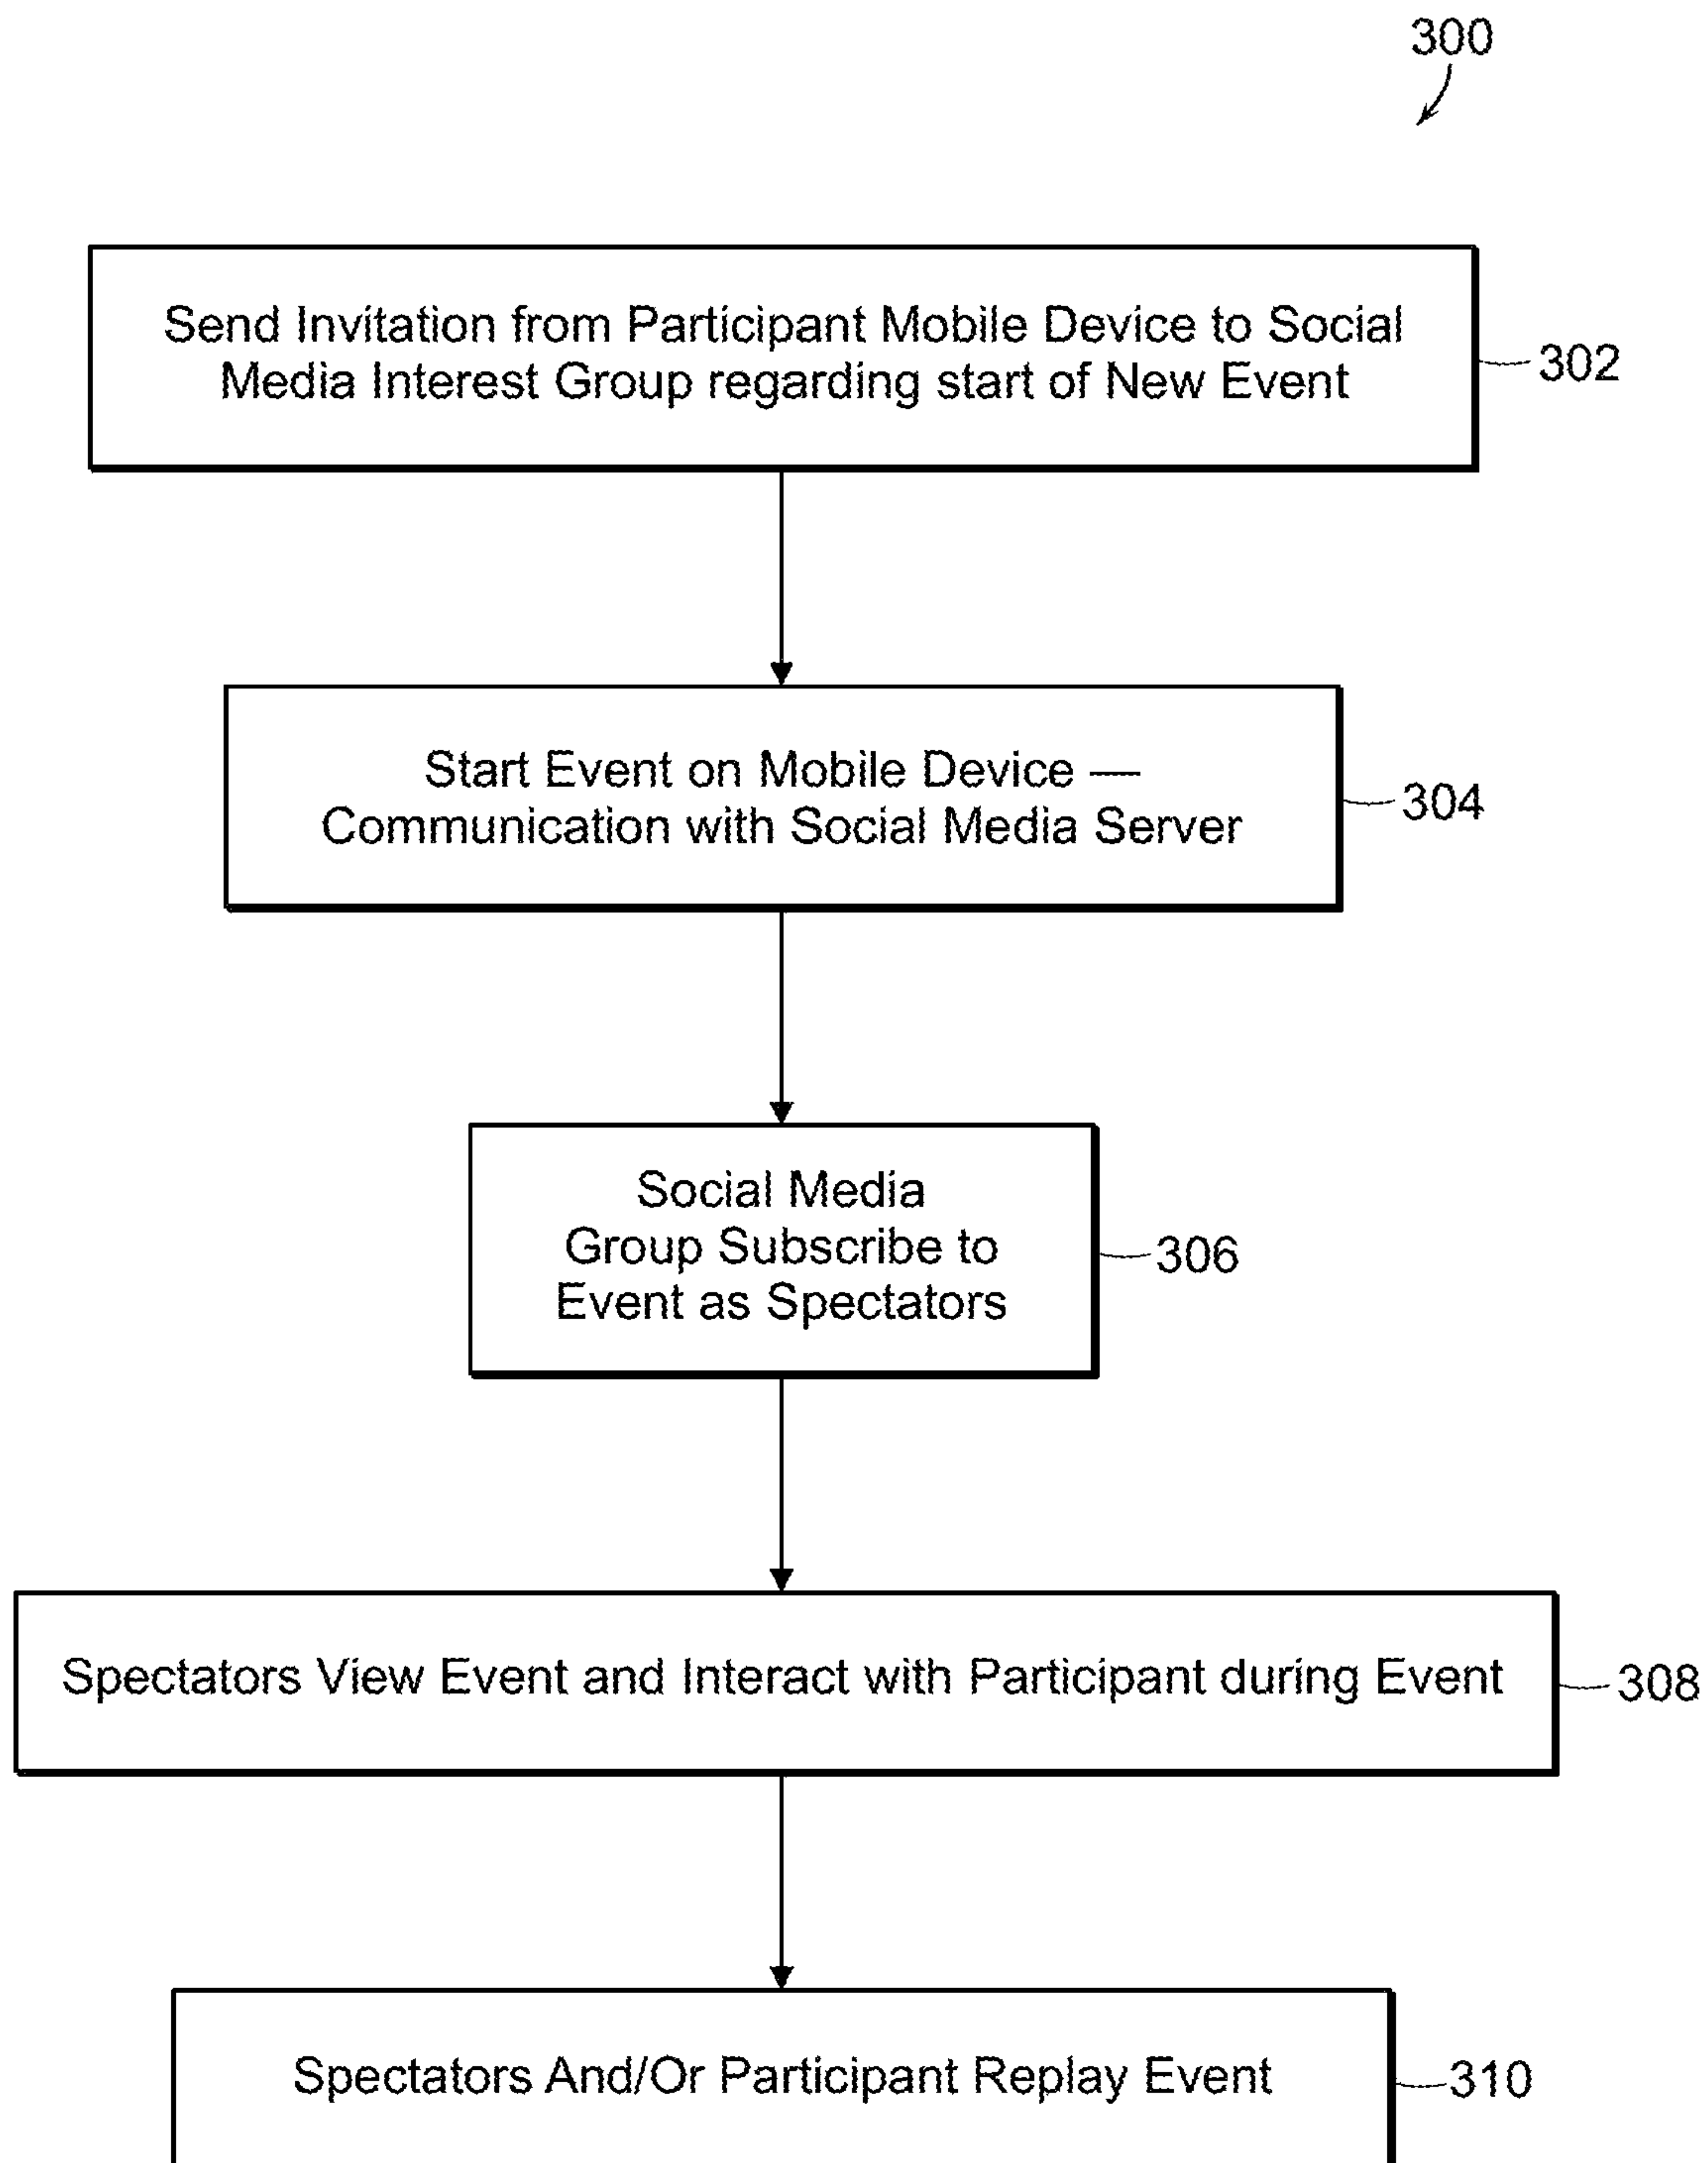 300
Send Invitation from Participant Mobile Device to Social
Media Interest Group regarding start of New Event
302
Start Event on Mobile Device —
Communication with Social Media Server
304
Social Media
Group Subscribe to
Event as Spectators
306
Spectators View Event and Interact with Participant during Event
308
Spectators And/Or Participant Replay Event
310